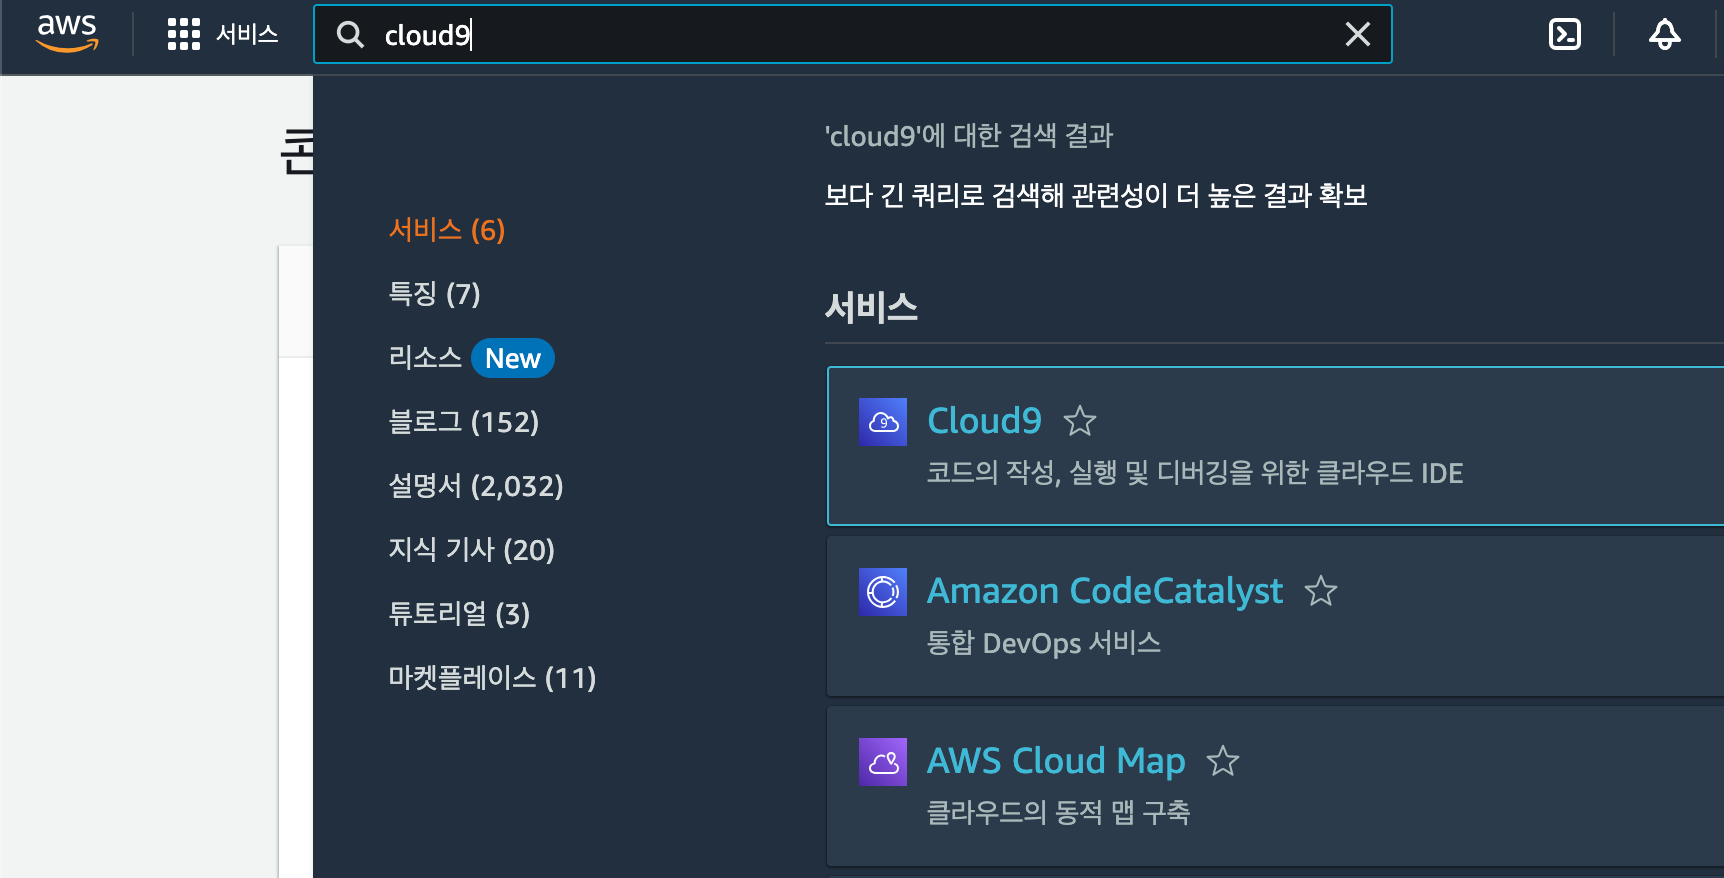 aws
서비스
cloud9
콘
'cloud9'에 대한 검색 결과
보다 긴 쿼리로 검색해 관련성이 더 높은 결과 확보
서비스 (6)
특징 (7)
리소스 New
블로그 (152)
설명서 (2,032)
지식 기사 (20)
튜토리얼 (3)
마켓플레이스 (11)
서비스
9
Cloud9
코드의 작성, 실행 및 디버깅을 위한 클라우드 IDE
Amazon CodeCatalyst
통합 DevOps 서비스
AWS Cloud Map
클라우드의 동적 맵 구축